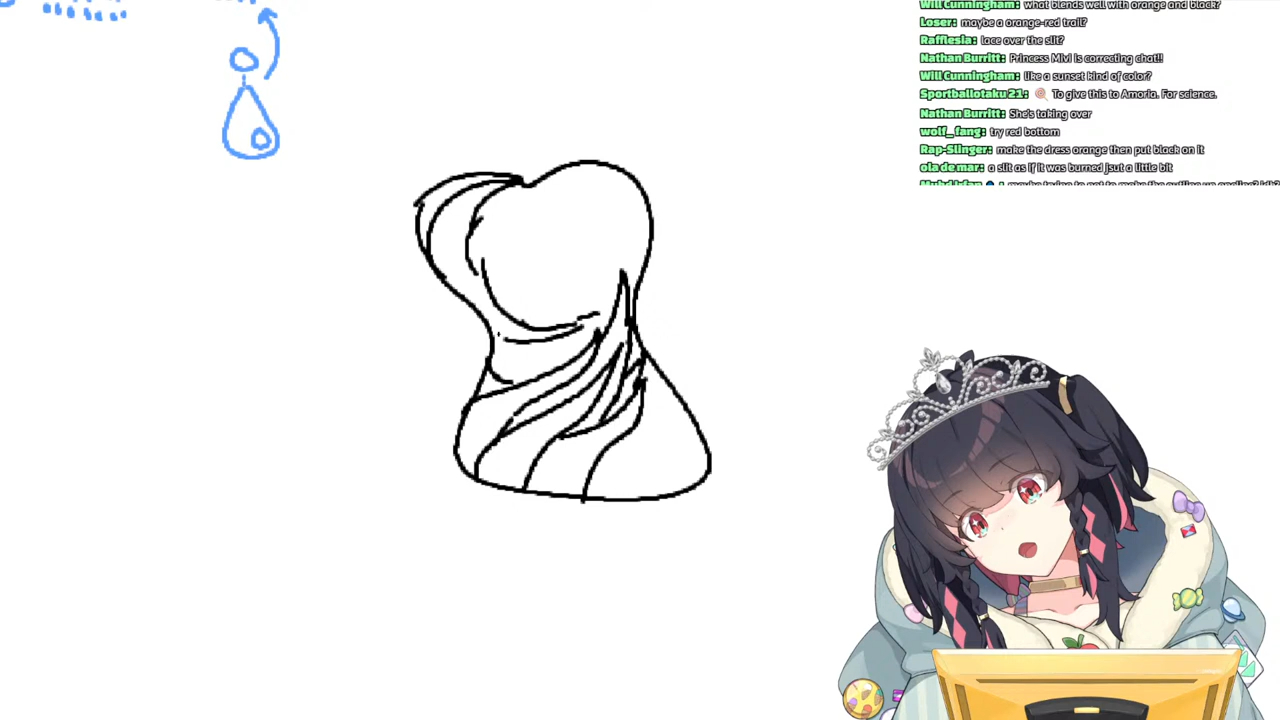 Will Cunningham: what blends well with orange and black?
Loser: maybe a orange-red trail?
Rafflesia: lace over the slit?
Nathan Burritt: Princess Mivi is correcting chat!!
Will Cunningham: like a sunset kind of color?
Sportballotaku 21: To give this to Amoria. For science.
Nathan Burritt: She's taking over
wolf_fang: try red bottom
Rap-Slinger: make the dress orange then put black on it
ola de mar: a slit as if it was burned jsut a little bit